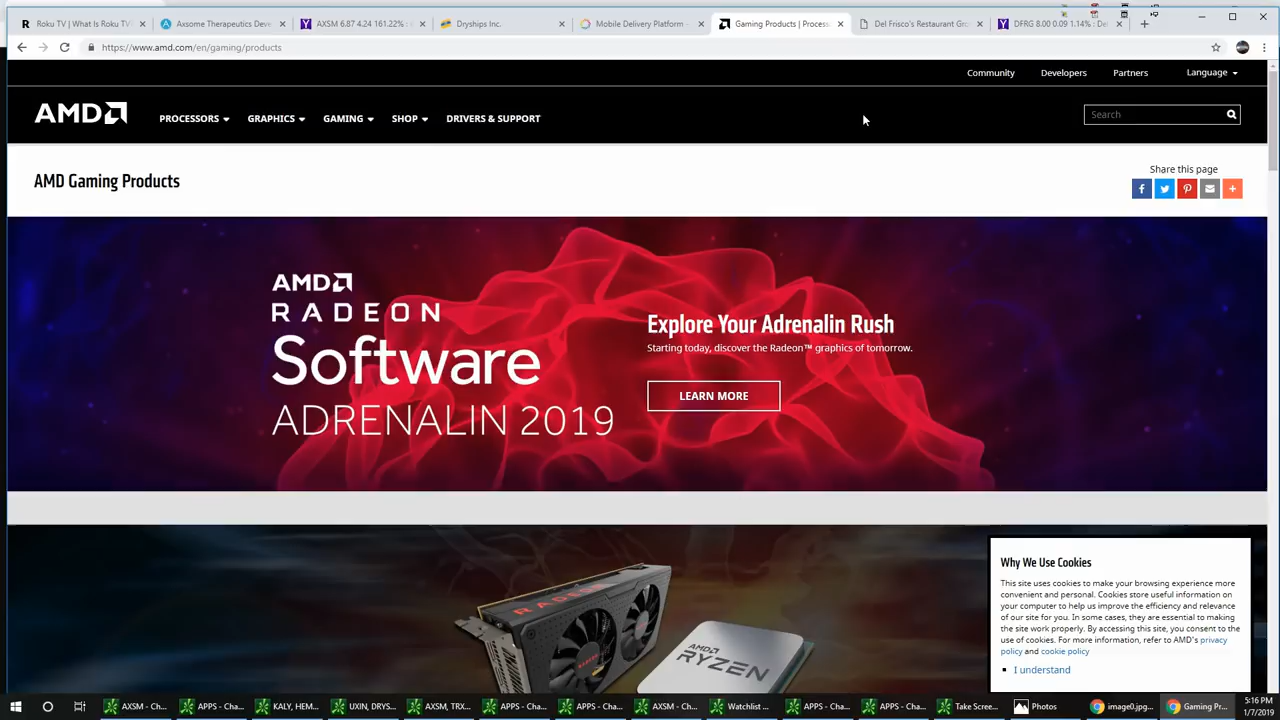 Roku TV | What Is Roku TV
Axsome Therapeutics Deve
AXSM 6.87 4.24 161.22% :
Dryships Inc.
Mobile Delivery Platform -
Gaming Products | Process
Del Frisco's Restaurant Gro
DFRG 8.00 0.09 1.14% : De
https://www.amd.com/en/gaming/products
Community
Developers
Partners
Language
AMD
PROCESSORS
GRAPHICS
GAMING
SHOP
DRIVERS & SUPPORT
Search
AMD Gaming Products
Share this page
AMD
RADEON
Software
ADRENALIN 2019
Explore Your Adrenalin Rush
Starting today, discover the Radeon™ graphics of tomorrow.
LEARN MORE
RADEON
AMD
RYZEN
Why We Use Cookies
This site uses cookies to make your browsing experience more
convenient and personal. Cookies store useful information on
your computer to help us improve the efficiency and relevance
of our site for you. In some cases, they are essential to making
the site work properly. By accessing this site, you consent to the
use of cookies. For more information, refer to AMD's privacy
policy and cookie policy
I understand
AXSM - Ch...
APPS - Cha...
KALY, HEM...
UXIN, DRYS...
AXSM, TRX...
APPS - Cha...
APPS - Cha...
AXSM - Ch...
Watchlist ...
APPS - Cha...
APPS - Cha...
Take Scree...
Photos
image0.jpg...
Gaming Pr...
5:16 PM
1/7/2019